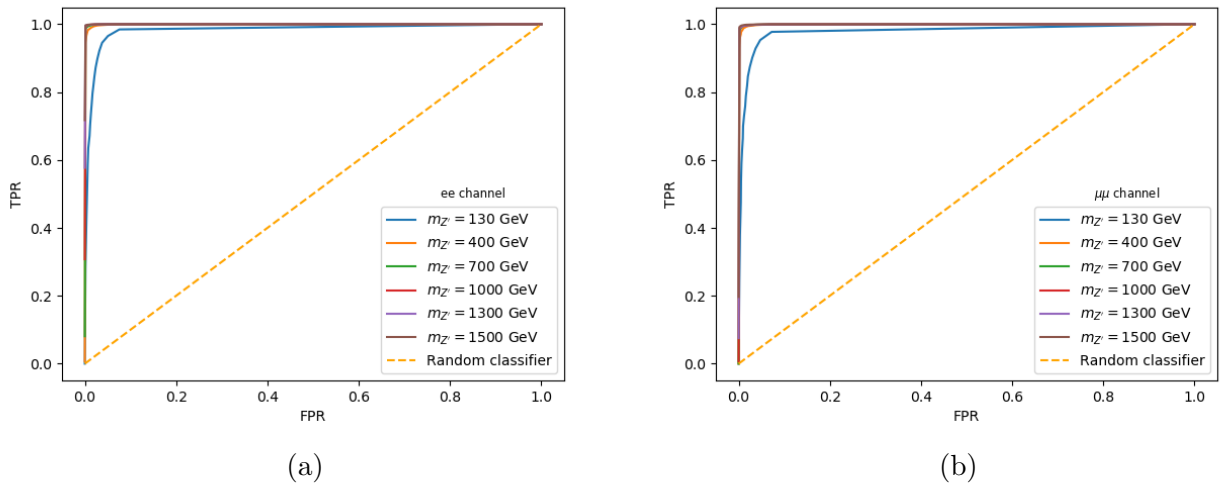 1.0
0.8
0.6
0.4
0.2
0.0
TPR
0.0 0.2 0.4 0.6 0.8 1.0
FPR
ee channel
m_{Z'} = 130 GeV
m_{Z'} = 400 GeV
m_{Z'} = 700 GeV
m_{Z'} = 1000 GeV
m_{Z'} = 1300 GeV
m_{Z'} = 1500 GeV
Random classifier
(a)
1.0
0.8
0.6
0.4
0.2
0.0
TPR
0.0 0.2 0.4 0.6 0.8 1.0
FPR
μμ channel
m_{Z'} = 130 GeV
m_{Z'} = 400 GeV
m_{Z'} = 700 GeV
m_{Z'} = 1000 GeV
m_{Z'} = 1300 GeV
m_{Z'} = 1500 GeV
Random classifier
(b)